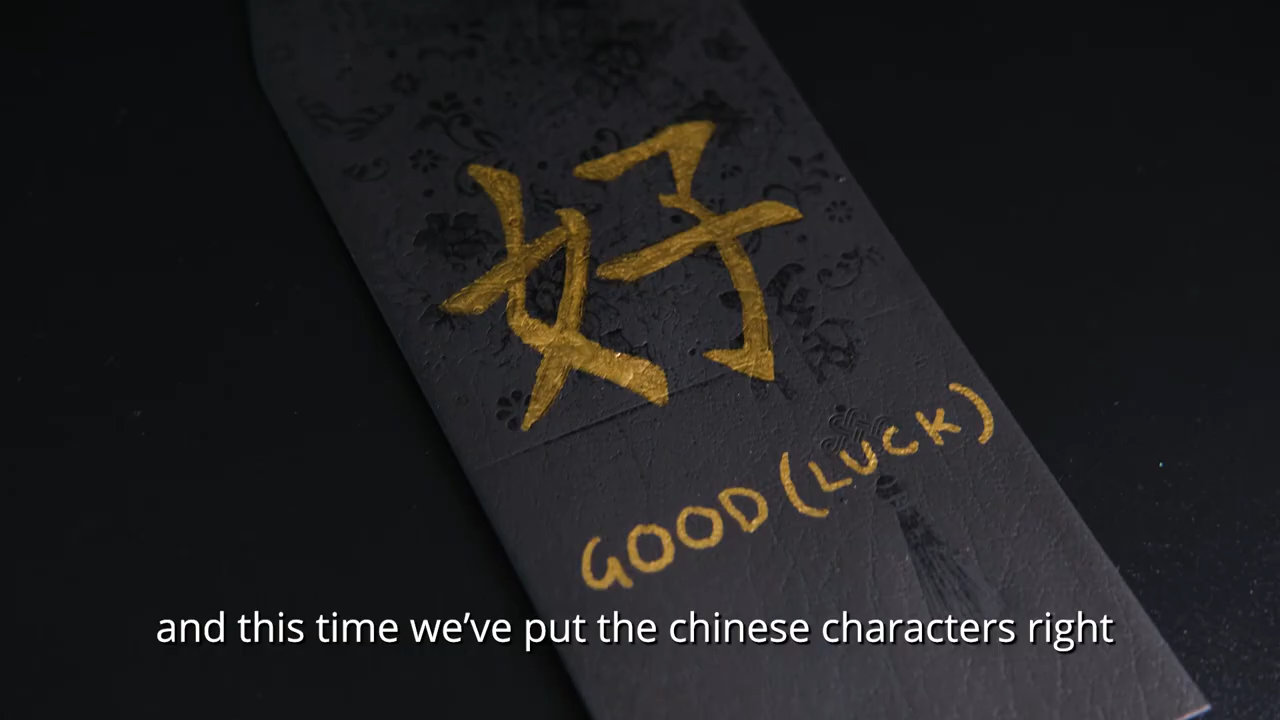 好
GOOD (LUCK)
and this time we’ve put the chinese characters right